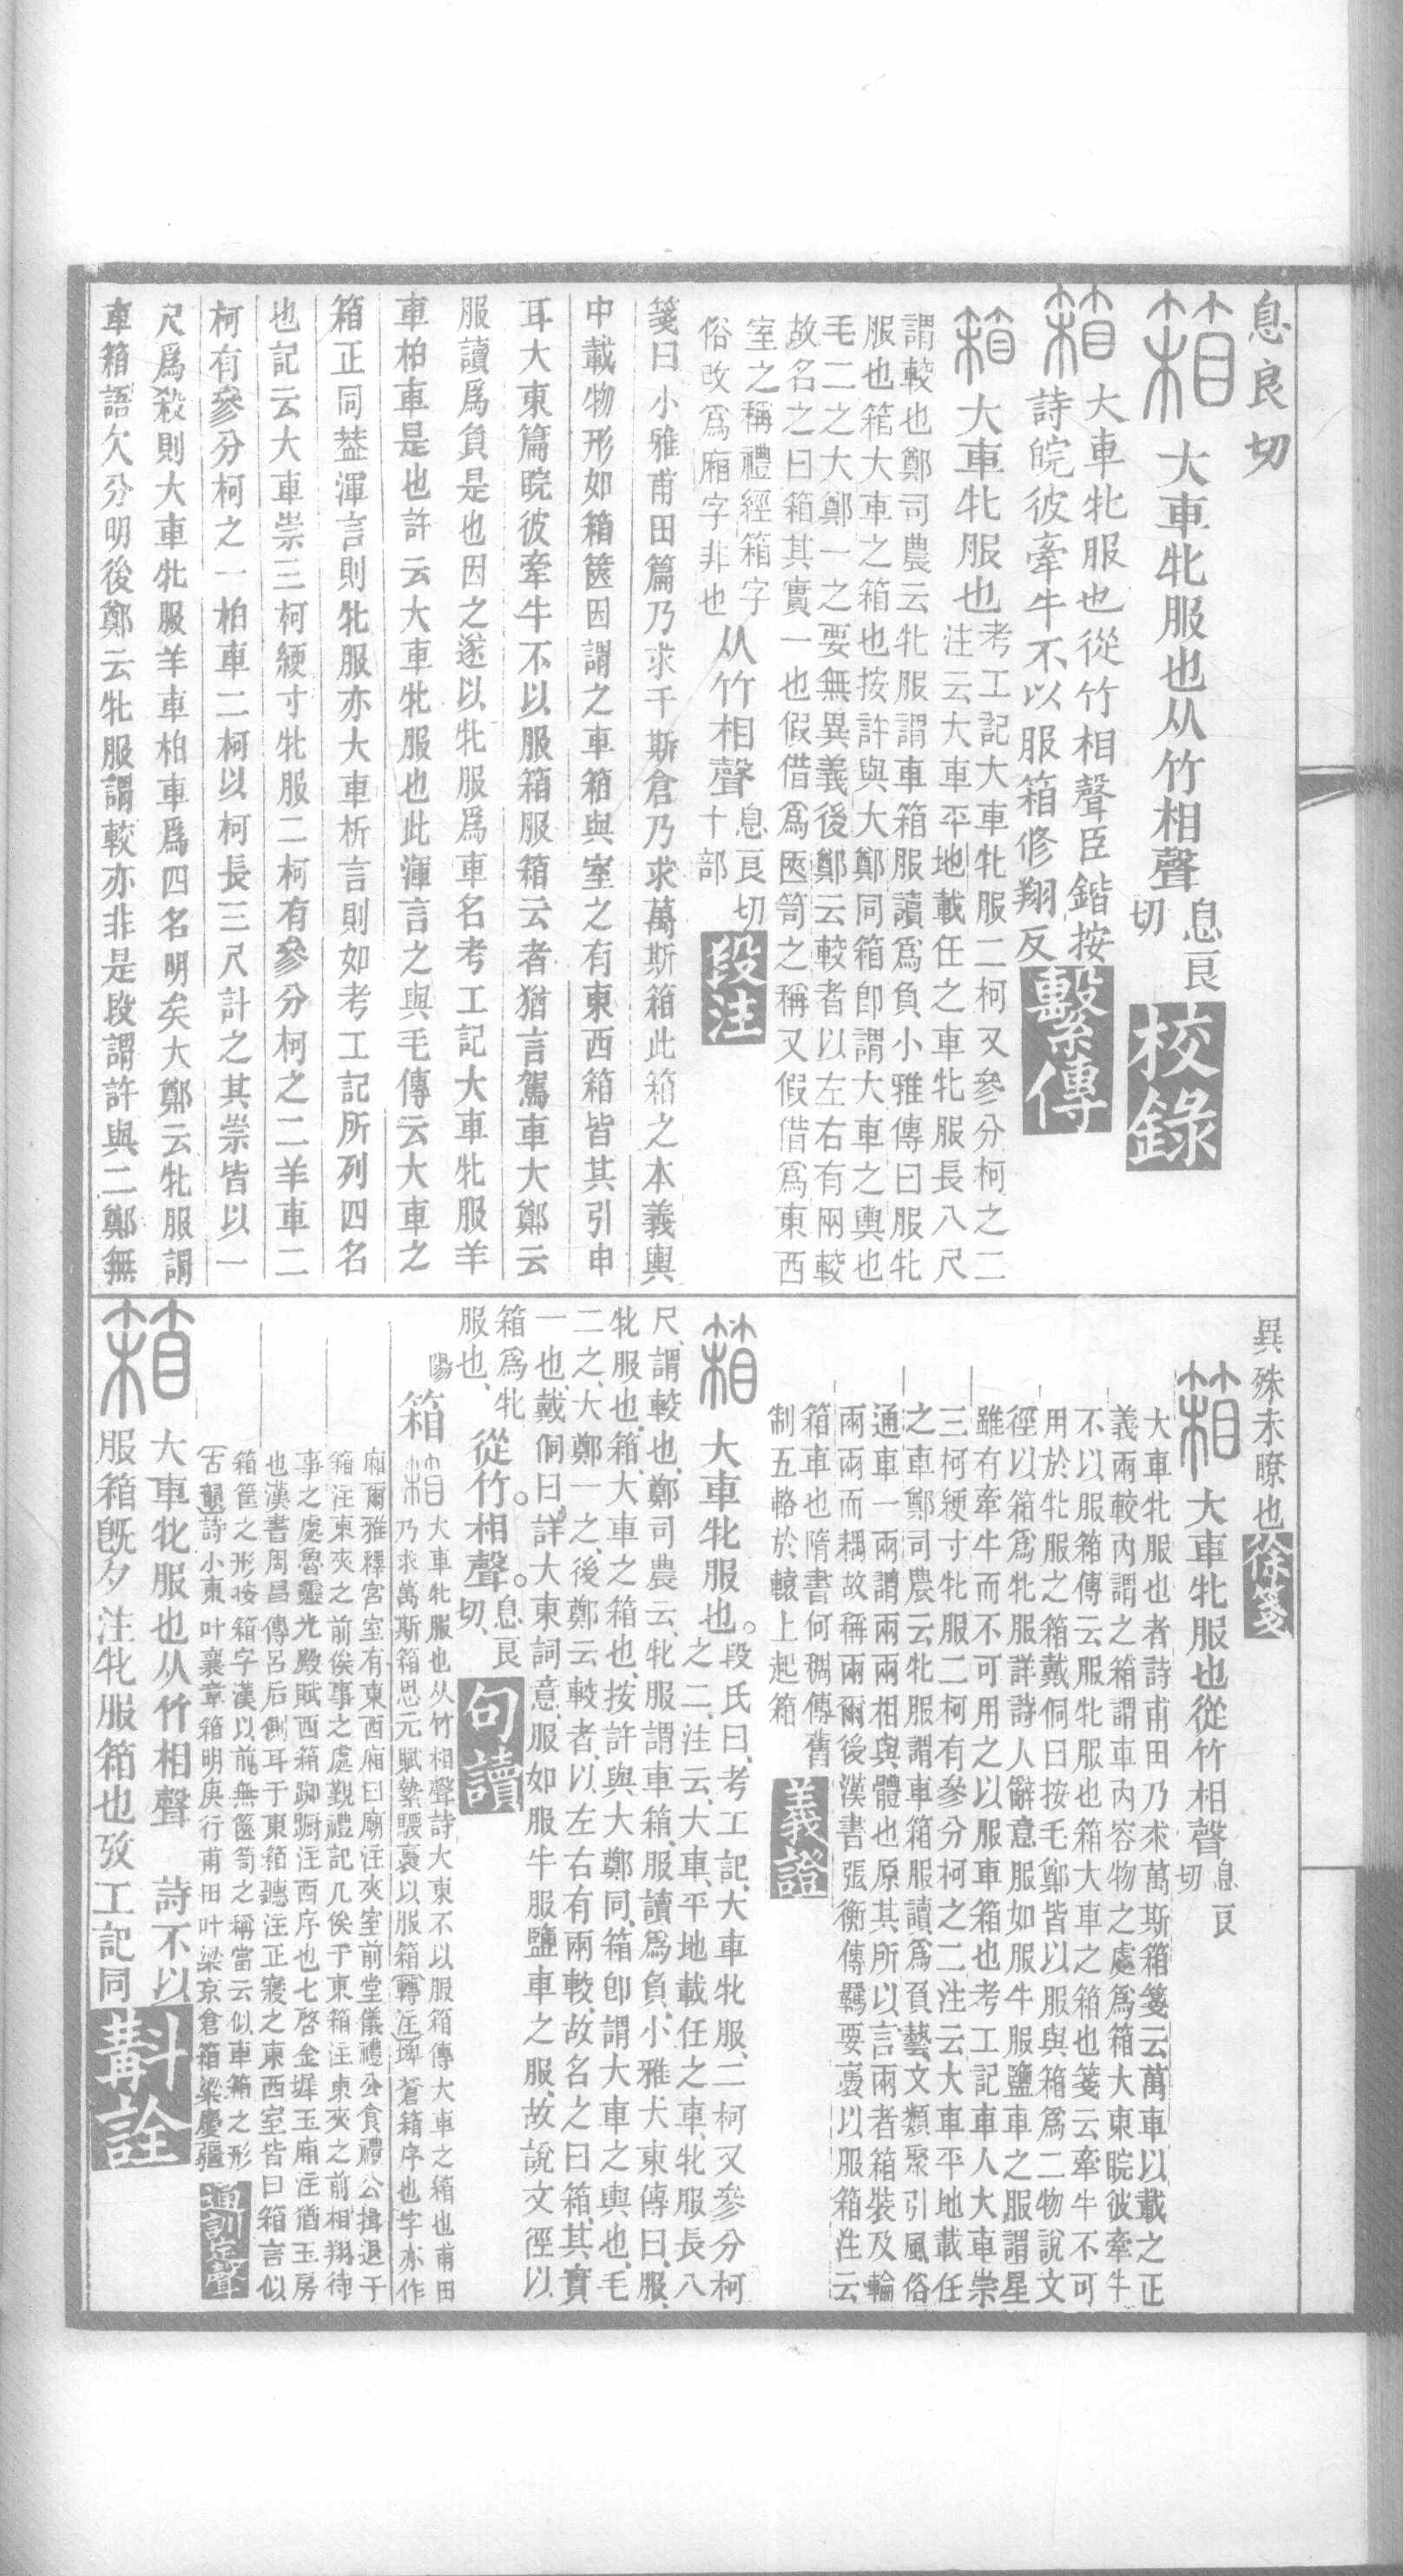 息良切
箱 大車牝服也从竹相聲息良切 校錄
箱 大車牝服也從竹相聲臣鍇按
詩皖彼牽牛不以服箱修翔反 繫傳
箱 大車牝服也考工記大車牝服二柯又參分柯之二
注云大車平地載任之車牝服長八尺
謂較也鄭司農云牝服謂車箱服讀爲負小雅傳曰服牝
服也箱大車之箱也按許與大鄭同箱卽謂大車之輿也
毛二之大鄭一之要無異義後鄭云較者以左右有兩較
故名之曰箱其實一也假借爲匧笥之稱又假借爲東西
室之稱禮經箱字
俗改爲廂字非也 从竹相聲 息良切十部 段注
箋曰小雅甫田篇乃求千斯倉乃求萬斯箱此箱之本義輿
中載物形如箱篋因謂之車箱與室之有東西箱皆其引申
耳大東篇睆彼牽牛不以服箱服箱云者猶言駕車大鄭云
服讀爲負是也因之遂以牝服爲車名考工記大車牝服羊
車柏車是也許云大車牝服也此渾言之與毛傳云大車之
箱正同葢渾言則牝服亦大車析言則如考工記所列四名
也記云大車崇三柯綆寸牝服二柯有參分柯之二羊車二
柯有參分柯之一柏車二柯以柯長三尺計之其崇皆以一
尺爲殺則大車牝服羊車柏車爲四名明矣大鄭云牝服謂
車箱語欠分明後鄭云牝服謂較亦非是段謂許與二鄭無
異殊未瞭也 徐箋
箱 大車牝服也從竹相聲息良切
大車牝服也者詩甫田乃求萬斯箱箋云萬車以載之正
義兩較內謂之箱謂車內容物之處爲箱大東睆彼牽牛
不以服箱傳云服牝服也箱大車之箱也箋云牽牛不可
用於牝服之箱戴侗曰按毛鄭皆以服與箱爲二物說文
徑以箱爲牝服詳詩人辭意服如服牛服鹽車之服謂星
雖有牽牛而不可用之以服車箱也考工記車人大車崇
三柯綆寸牝服二柯有參分柯之二注云大車平地載任
之車鄭司農云牝服謂車箱服讀爲負藝文類聚引風俗
通車一兩謂兩兩相與體也原其所以言兩者箱裝及輪
兩兩而耦故稱兩爾後漢書張衡傳羈要褭以服箱注云
箱車也隋書何稠傳舊
制五輅於轅上起箱 義證
箱 大車牝服也。段氏曰、考工記、大車牝服、二柯又參分柯
之二、注云、大車、平地載任之車、牝服長八
尺、謂較也、鄭司農云、牝服謂車箱、服讀爲負、小雅大東傳曰、服、
牝服也、箱、大車之箱也、按許與大鄭同、箱卽謂大車之輿也、毛
二之、大鄭一之、後鄭云較者、以左右有兩較、故名之曰箱、其實
一也、戴侗曰、詳大東詞意、服如服牛服鹽車之服、故說文徑以
箱爲牝
服也、 從竹。相聲。息良切、 句讀
陽 箱 大車牝服也从竹相聲詩大東不以服箱傳大車之箱也甫田
乃求萬斯箱思元賦縶騕褭以服箱轉注埤蒼箱序也字亦作
廂爾雅釋宮室有東西廂曰廟注夾室前堂儀禮公食禮公揖退于
箱注東夾之前俟事之處覲禮記几俟于東箱注東夾之前相翔待
事之處魯靈光殿賦西箱踟躕注西序也七啓金墀玉廂注猶玉房
也漢書周昌傳呂后側耳于東箱聽注正寢之東西室皆曰箱言似
箱篋之形按箱字漢以前無篋笥之稱當云似車箱之形
古韻詩小東叶襄章箱明庚行甫田叶梁京倉箱粱慶疆 通訓定聲
箱 大車牝服也从竹相聲 詩不以
服箱旣夕注牝服箱也攷工記同 斠詮